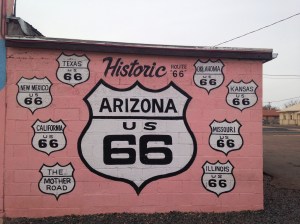 Historic
ROUTE
"66"
TEXAS
US
66
OKLAHOMA
US
66
NEW MEXICO
US
66
KANSAS
US
66
ARIZONA
US
66
CALIFORNIA
US
66
MISSOURI
US
66
THE
MOTHER
ROAD
ILLINOIS
US
66